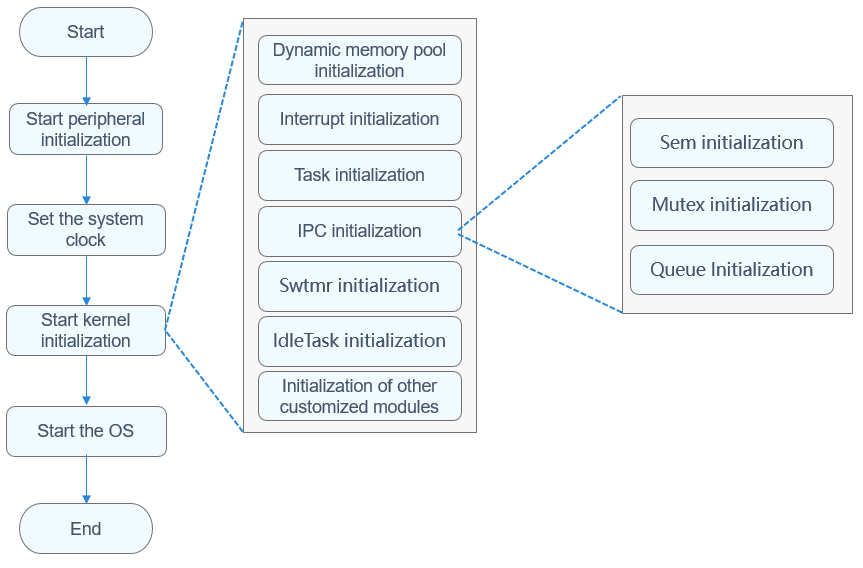 Start
Start peripheral
initialization
Set the system
clock
Start kernel
initialization
Start the OS
End
Dynamic memory pool
initialization
Interrupt initialization
Task initialization
IPC initialization
Swtmr initialization
IdleTask initialization
Initialization of other
customized modules
Sem initialization
Mutex initialization
Queue Initialization